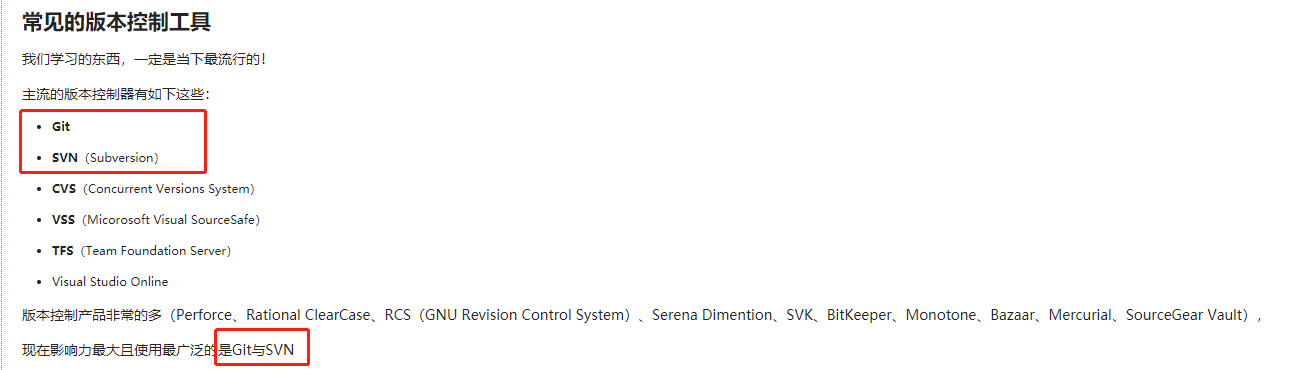 常见的版本控制工具
我们学习的东西，一定是当下最流行的！
主流的版本控制器有如下这些：
• Git
• SVN（Subversion）
• CVS（Concurrent Versions System）
• VSS（Micorosoft Visual SourceSafe）
• TFS（Team Foundation Server）
• Visual Studio Online
版本控制产品非常的多（Perforce、Rational ClearCase、RCS（GNU Revision Control System）、Serena Dimention、SVK、BitKeeper、Monotone、Bazaar、Mercurial、SourceGear Vault），
现在影响力最大且使用最广泛的是Git与SVN